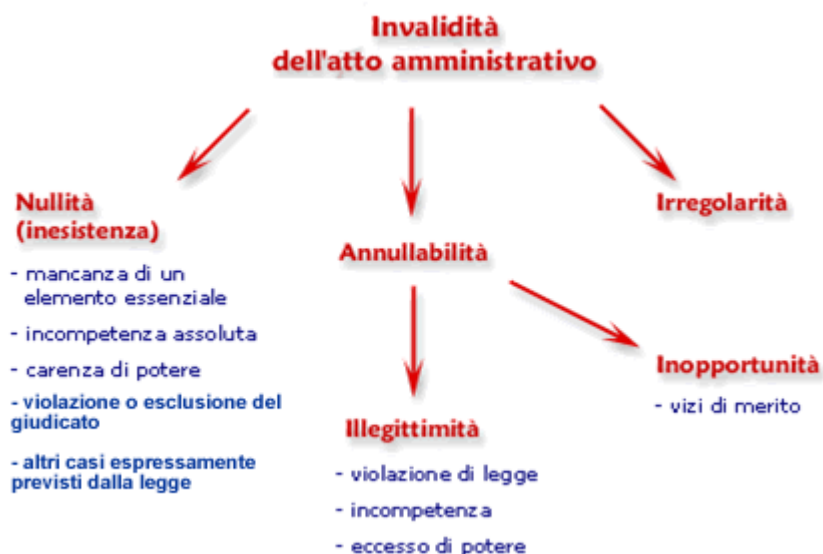 Invalidità
dell'atto amministrativo
Nullità
(inesistenza)
- mancanza di un
elemento essenziale
- incompetenza assoluta
- carenza di potere
- violazione o esclusione del
giudicato
- altri casi espressamente
previsti dalla legge
Annullabilità
Illegittimità
- violazione di legge
- incompetenza
- eccesso di potere
Irregolarità
Inopportunità
- vizi di merito